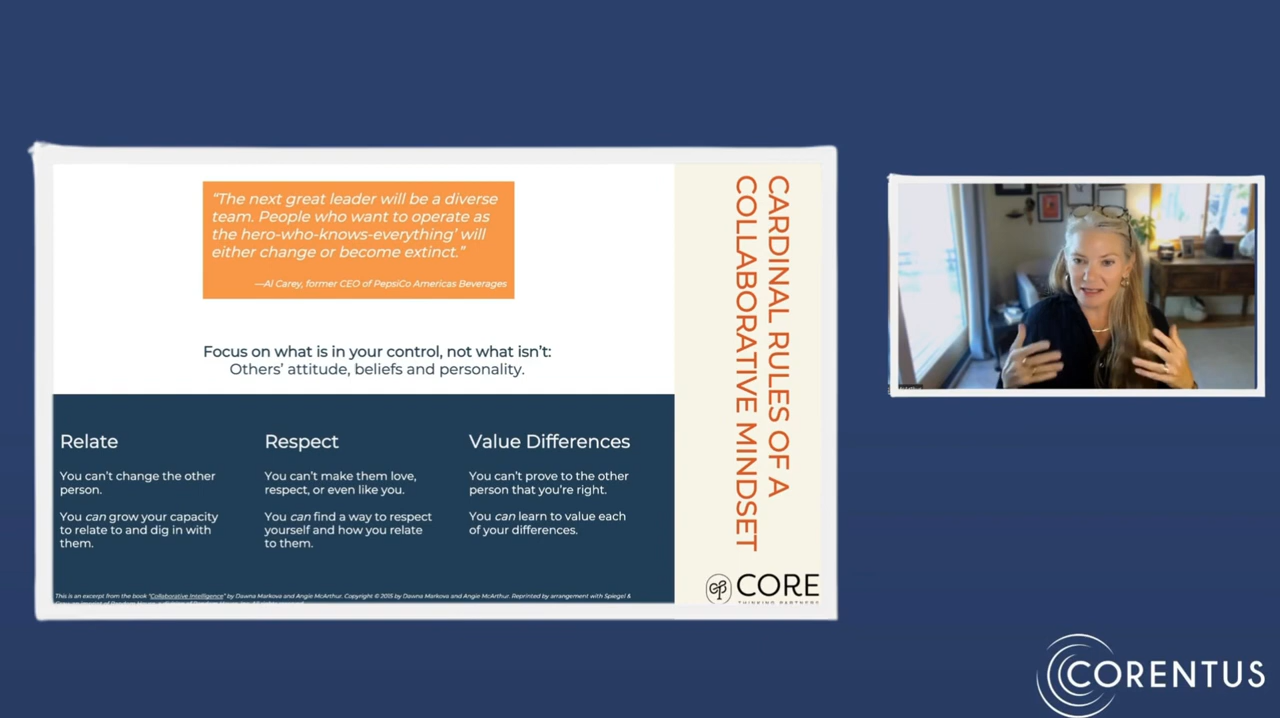 “The next great leader will be a diverse
team. People who want to operate as
the hero-who-knows-everything’ will
either change or become extinct.”
—Al Carey, former CEO of PepsiCo Americas Beverages
Focus on what is in your control, not what isn’t:
Others’ attitude, beliefs and personality.
Relate
You can’t change the other
person.
You can grow your capacity
to relate to and dig in with
them.
Respect
You can’t make them love,
respect, or even like you.
You can find a way to respect
yourself and how you relate
to them.
Value Differences
You can’t prove to the other
person that you’re right.
You can learn to value each
of your differences.
This is an excerpt from the book “Collaborative Intelligence” by Dawna Markova and Angie McArthur. Copyright © 2015 by Dawna Markova and Angie McArthur. Reprinted by arrangement with Spiegel &
CARDINAL RULES OF A
COLLABORATIVE MINDSET
CORE
THINKING PARTNERS
CORENTUS